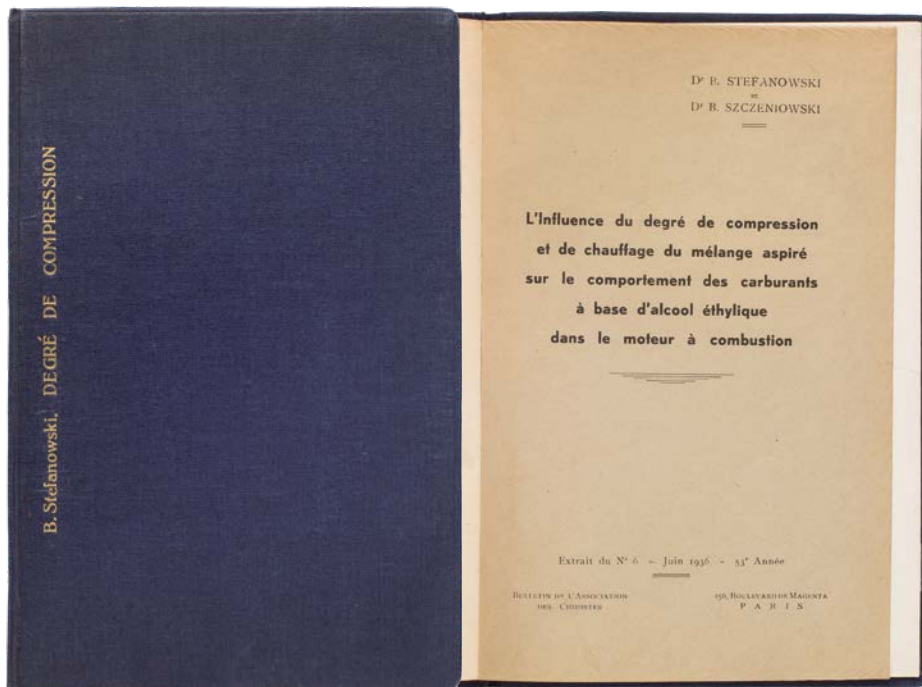 B. Stefanowski. DEGRÉ DE COMPRESSION
Dr B. STEFANOWSKI
ET
Dr B. SZCZENIOWSKI
L'Influence du degré de compression
et de chauffage du mélange aspiré
sur le comportement des carburants
à base d'alcool éthylique
dans le moteur à combustion
Extrait du N° 6 — Juin 1936 - 53e Année
BULLETIN DE L'ASSOCIATION
DES CHIMISTES
156, BOULEVARD DE MAGENTA
PARIS